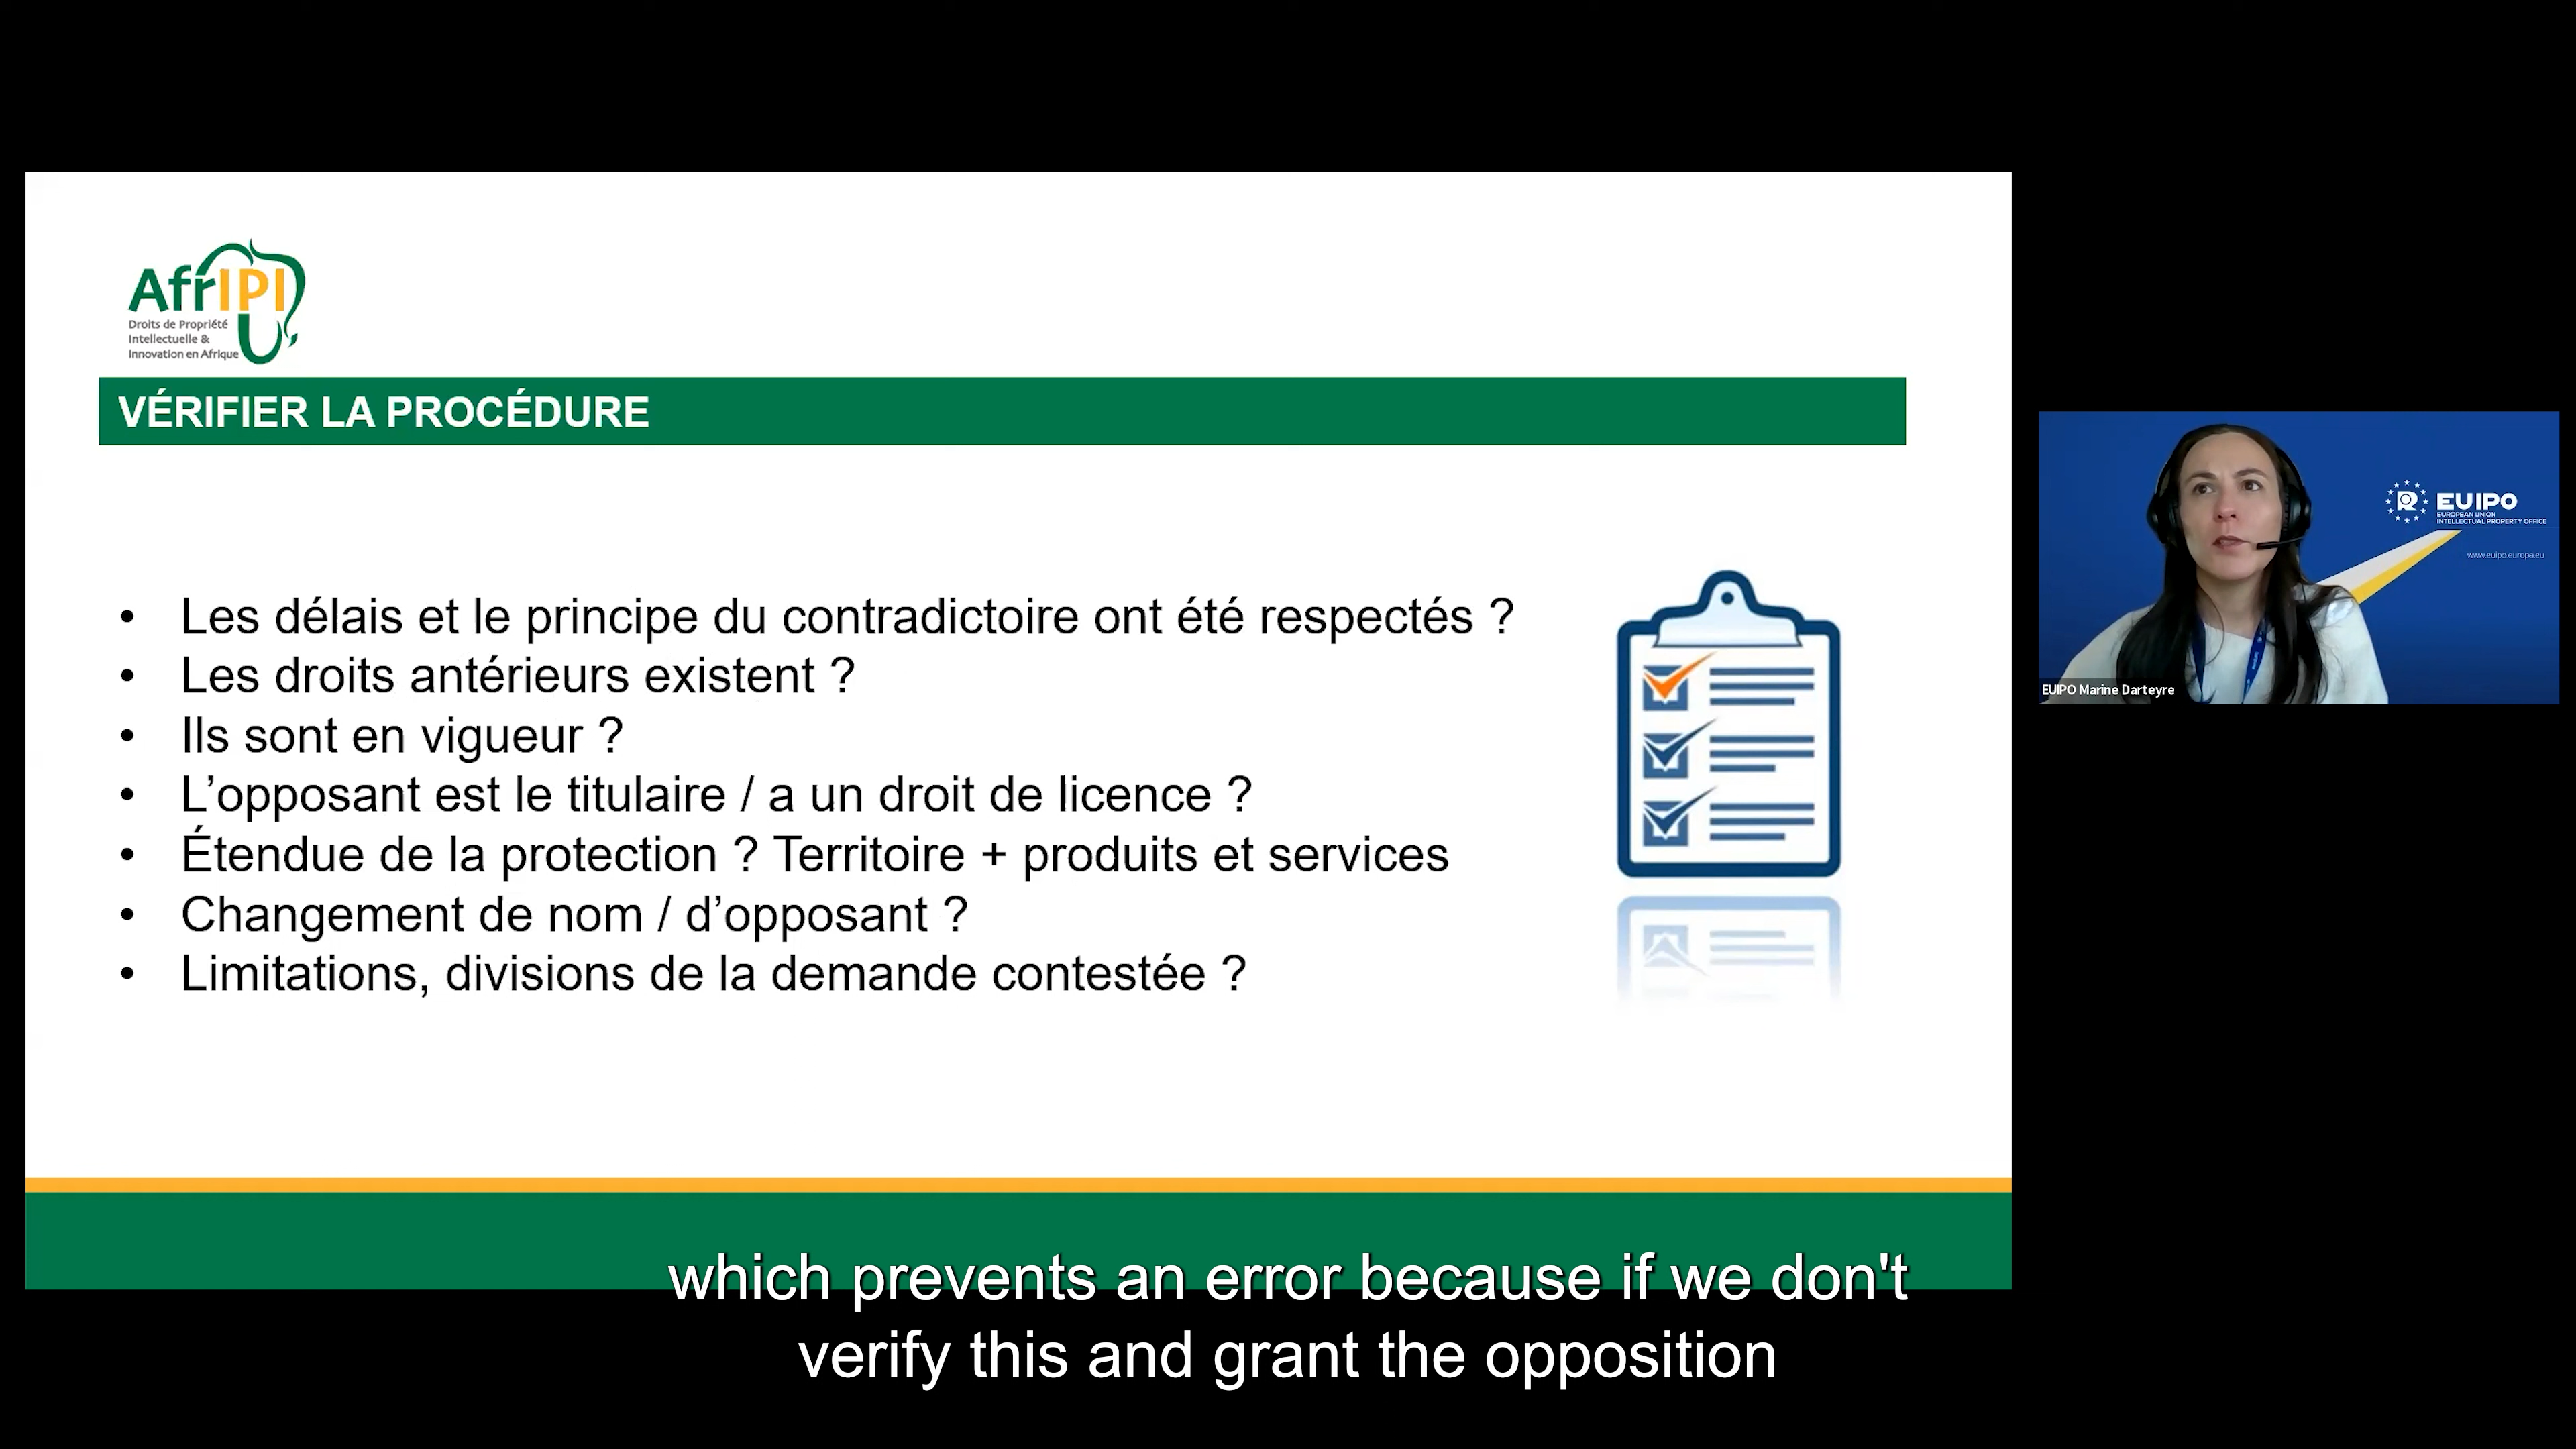 AfrIPI
Droits de Propriété
Intellectuelle &
Innovation en Afrique
VÉRIFIER LA PROCÉDURE
• Les délais et le principe du contradictoire ont été respectés ?
• Les droits antérieurs existent ?
• Ils sont en vigueur ?
• L’opposant est le titulaire / a un droit de licence ?
• Étendue de la protection ? Territoire + produits et services
• Changement de nom / d’opposant ?
• Limitations, divisions de la demande contestée ?
EUIPO
EUROPEAN UNION
INTELLECTUAL PROPERTY OFFICE
www.euipo.europa.eu
EUIPO Marine Darteyre
which prevents an error because if we don't
verify this and grant the opposition